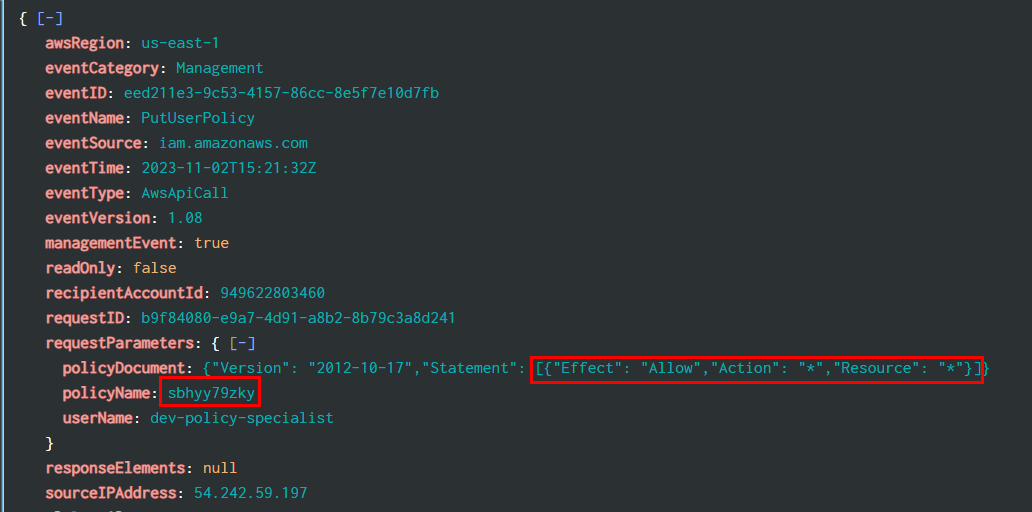 { [-]
awsRegion: us-east-1
eventCategory: Management
eventID: eed211e3-9c53-4157-86cc-8e5f7e10d7fb
eventName: PutUserPolicy
eventSource: iam.amazonaws.com
eventTime: 2023-11-02T15:21:32Z
eventType: AwsApiCall
eventVersion: 1.08
managementEvent: true
readOnly: false
recipientAccountId: 949622803460
requestID: b9f84080-e9a7-4d91-a8b2-8b79c3a8d241
requestParameters: { [-]
policyDocument: {"Version": "2012-10-17","Statement": [{"Effect": "Allow","Action": "*","Resource": "*"}]}
policyName: sbhyy79zky
userName: dev-policy-specialist
}
responseElements: null
sourceIPAddress: 54.242.59.197